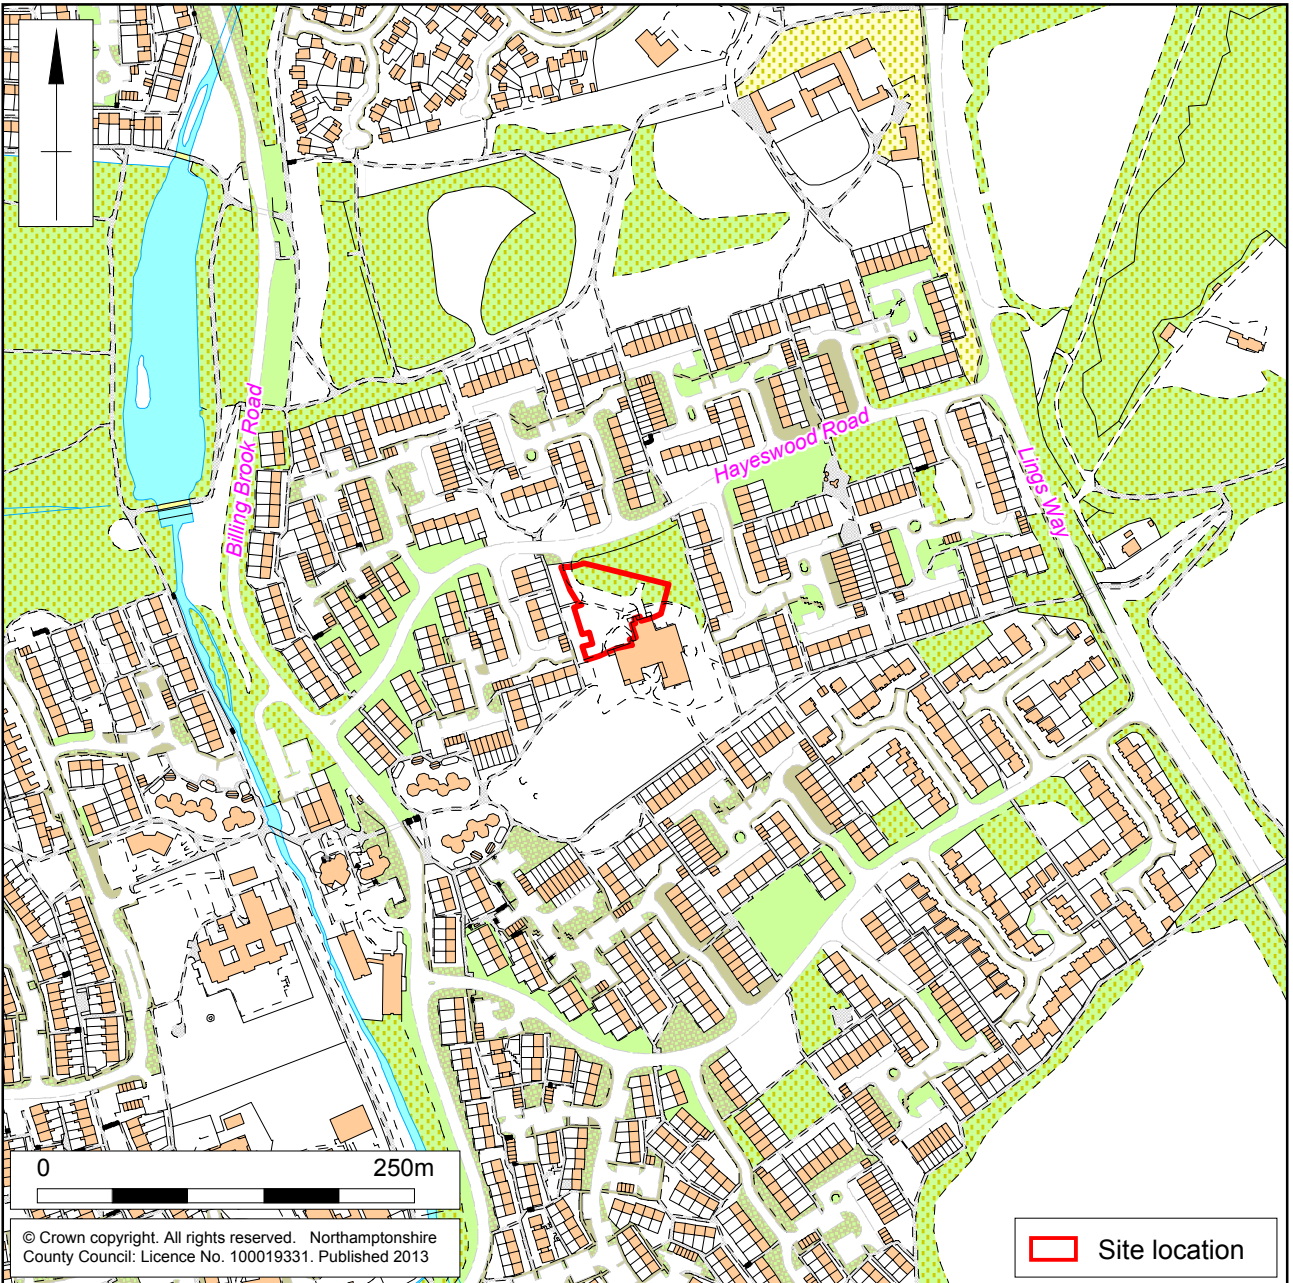 Billing Brook Road
Hayeswood Road
Lings Way
0 250m
© Crown copyright. All rights reserved. Northamptonshire
County Council: Licence No. 100019331. Published 2013
Site location